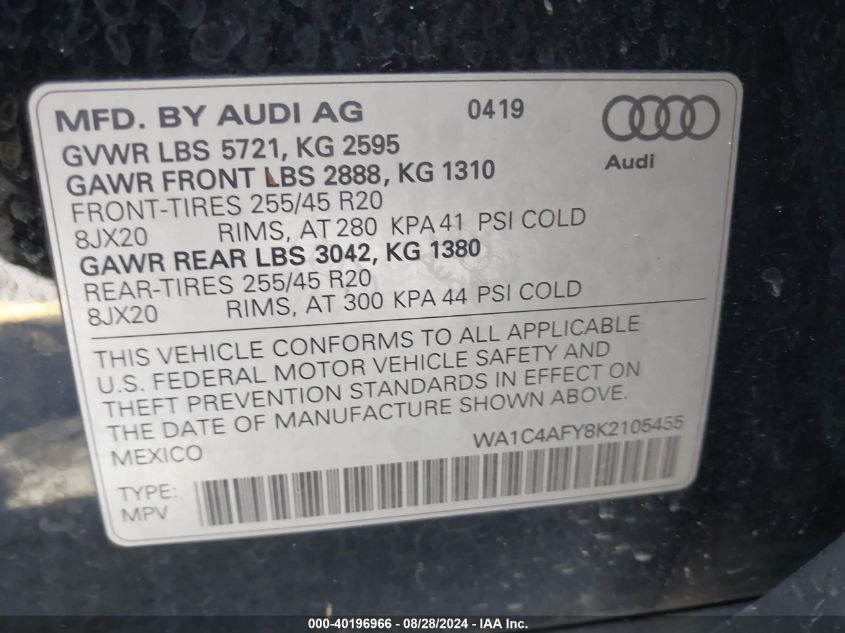 MFD. BY AUDI AG 0419
Audi
GVWR LBS 5721, KG 2595
GAWR FRONT LBS 2888, KG 1310
FRONT-TIRES 255/45 R20
8JX20 RIMS, AT 280 KPA 41 PSI COLD
GAWR REAR LBS 3042, KG 1380
REAR-TIRES 255/45 R20
8JX20 RIMS, AT 300 KPA 44 PSI COLD
THIS VEHICLE CONFORMS TO ALL APPLICABLE
U.S. FEDERAL MOTOR VEHICLE SAFETY AND
THEFT PREVENTION STANDARDS IN EFFECT ON
THE DATE OF MANUFACTURE SHOWN ABOVE.
MEXICO WA1C4AFY8K2105455
TYPE:
MPV
000-40196966 - 08/28/2024 - WA - IAAI, Inc.